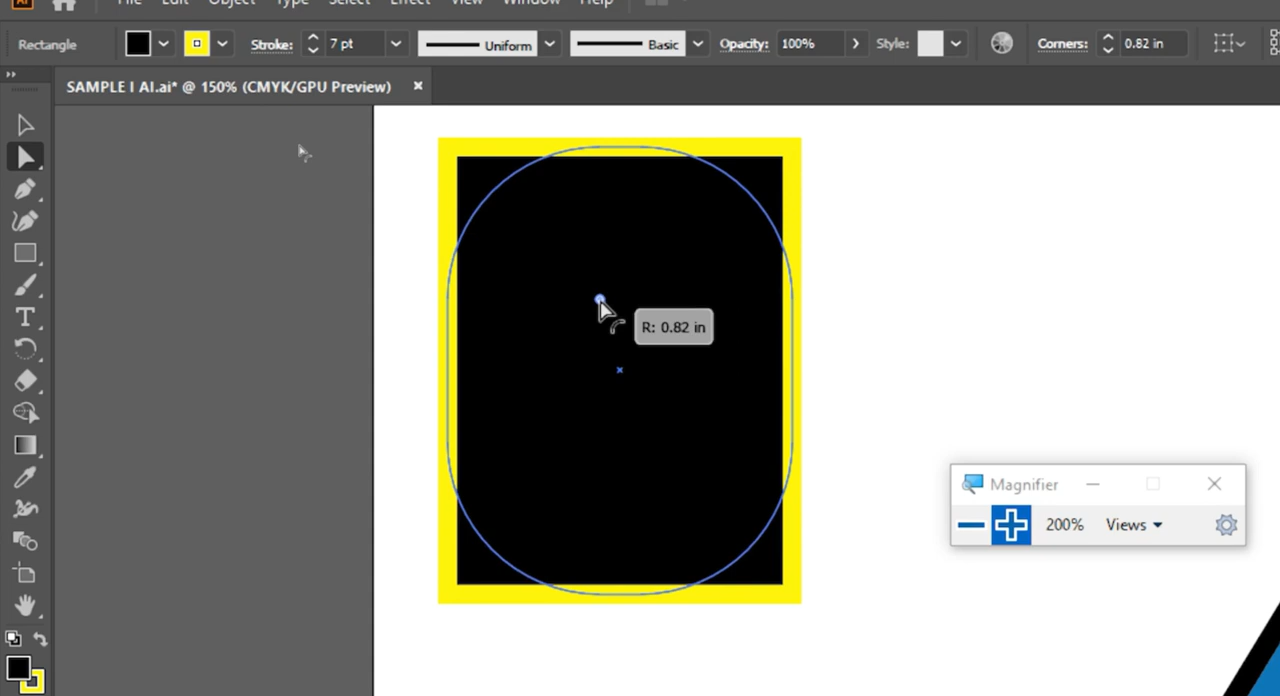 Ai File Edit Object Type Select Effect View Window Help
Rectangle Stroke: 7 pt Uniform Basic Opacity: 100% Style: Corners: 0.82 in
SAMPLE I AI.ai* @ 150% (CMYK/GPU Preview)
R: 0.82 in
Magnifier
200% Views